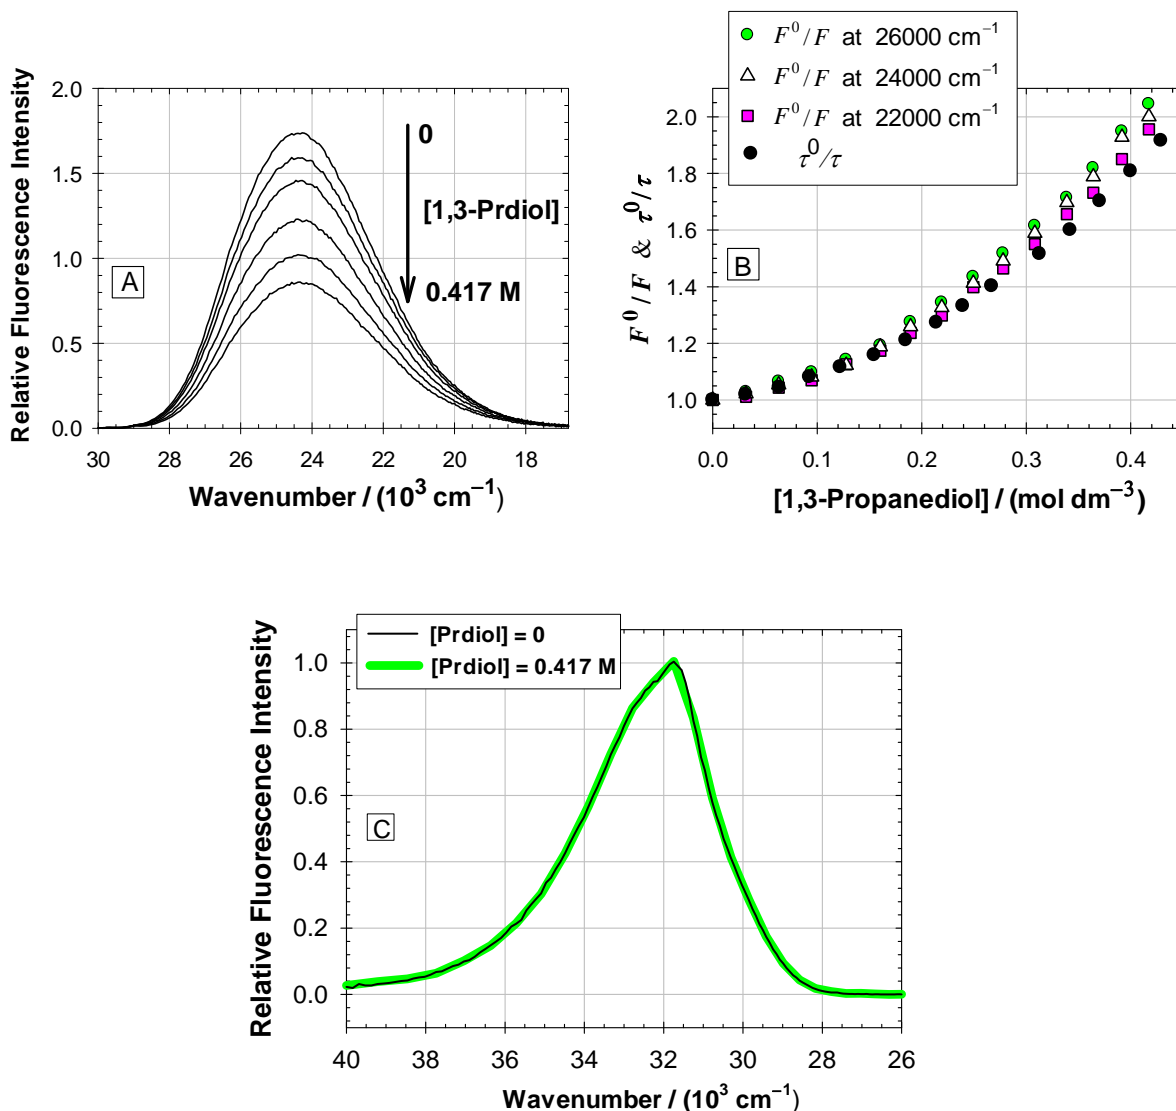 Relative Fluorescence Intensity
2.0
1.5
1.0
0.5
0.0
A
0
[1,3-Prdiol]
0.417 M
30 28 26 24 22 20 18
Wavenumber / (10³ cm⁻¹)
F⁰/F at 26000 cm⁻¹
F⁰/F at 24000 cm⁻¹
F⁰/F at 22000 cm⁻¹
τ⁰/τ
F⁰/F & τ⁰/τ
2.0
1.8
1.6
1.4
1.2
1.0
B
0.0 0.1 0.2 0.3 0.4
[1,3-Propanediol] / (mol dm⁻³)
[Prdiol] = 0
[Prdiol] = 0.417 M
Relative Fluorescence Intensity
1.0
0.8
0.6
0.4
0.2
0.0
C
40 38 36 34 32 30 28 26
Wavenumber / (10³ cm⁻¹)